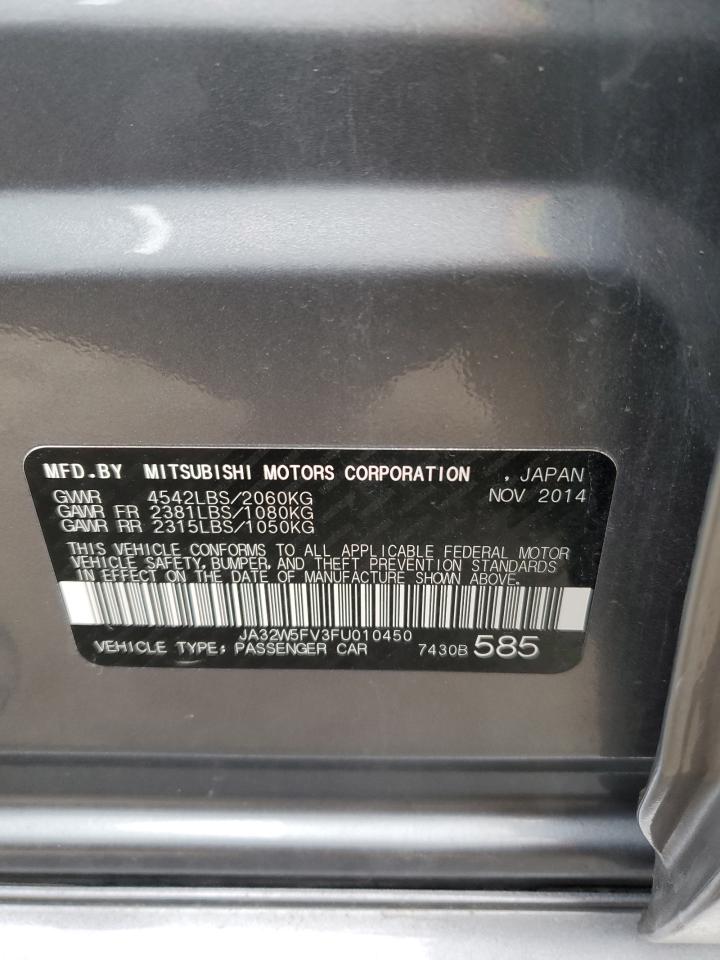 MFD.BY MITSUBISHI MOTORS CORPORATION , JAPAN
GWR 4542LBS/2060KG NOV 2014
GAWR FR 2381LBS/1080KG
GAWR RR 2315LBS/1050KG
THIS VEHICLE CONFORMS TO ALL APPLICABLE FEDERAL MOTOR
VEHICLE SAFETY, BUMPER, AND THEFT PREVENTION STANDARDS
IN EFFECT ON THE DATE OF MANUFACTURE SHOWN ABOVE.
JA32W5FV3FU010450
VEHICLE TYPE; PASSENGER CAR 7430B 585